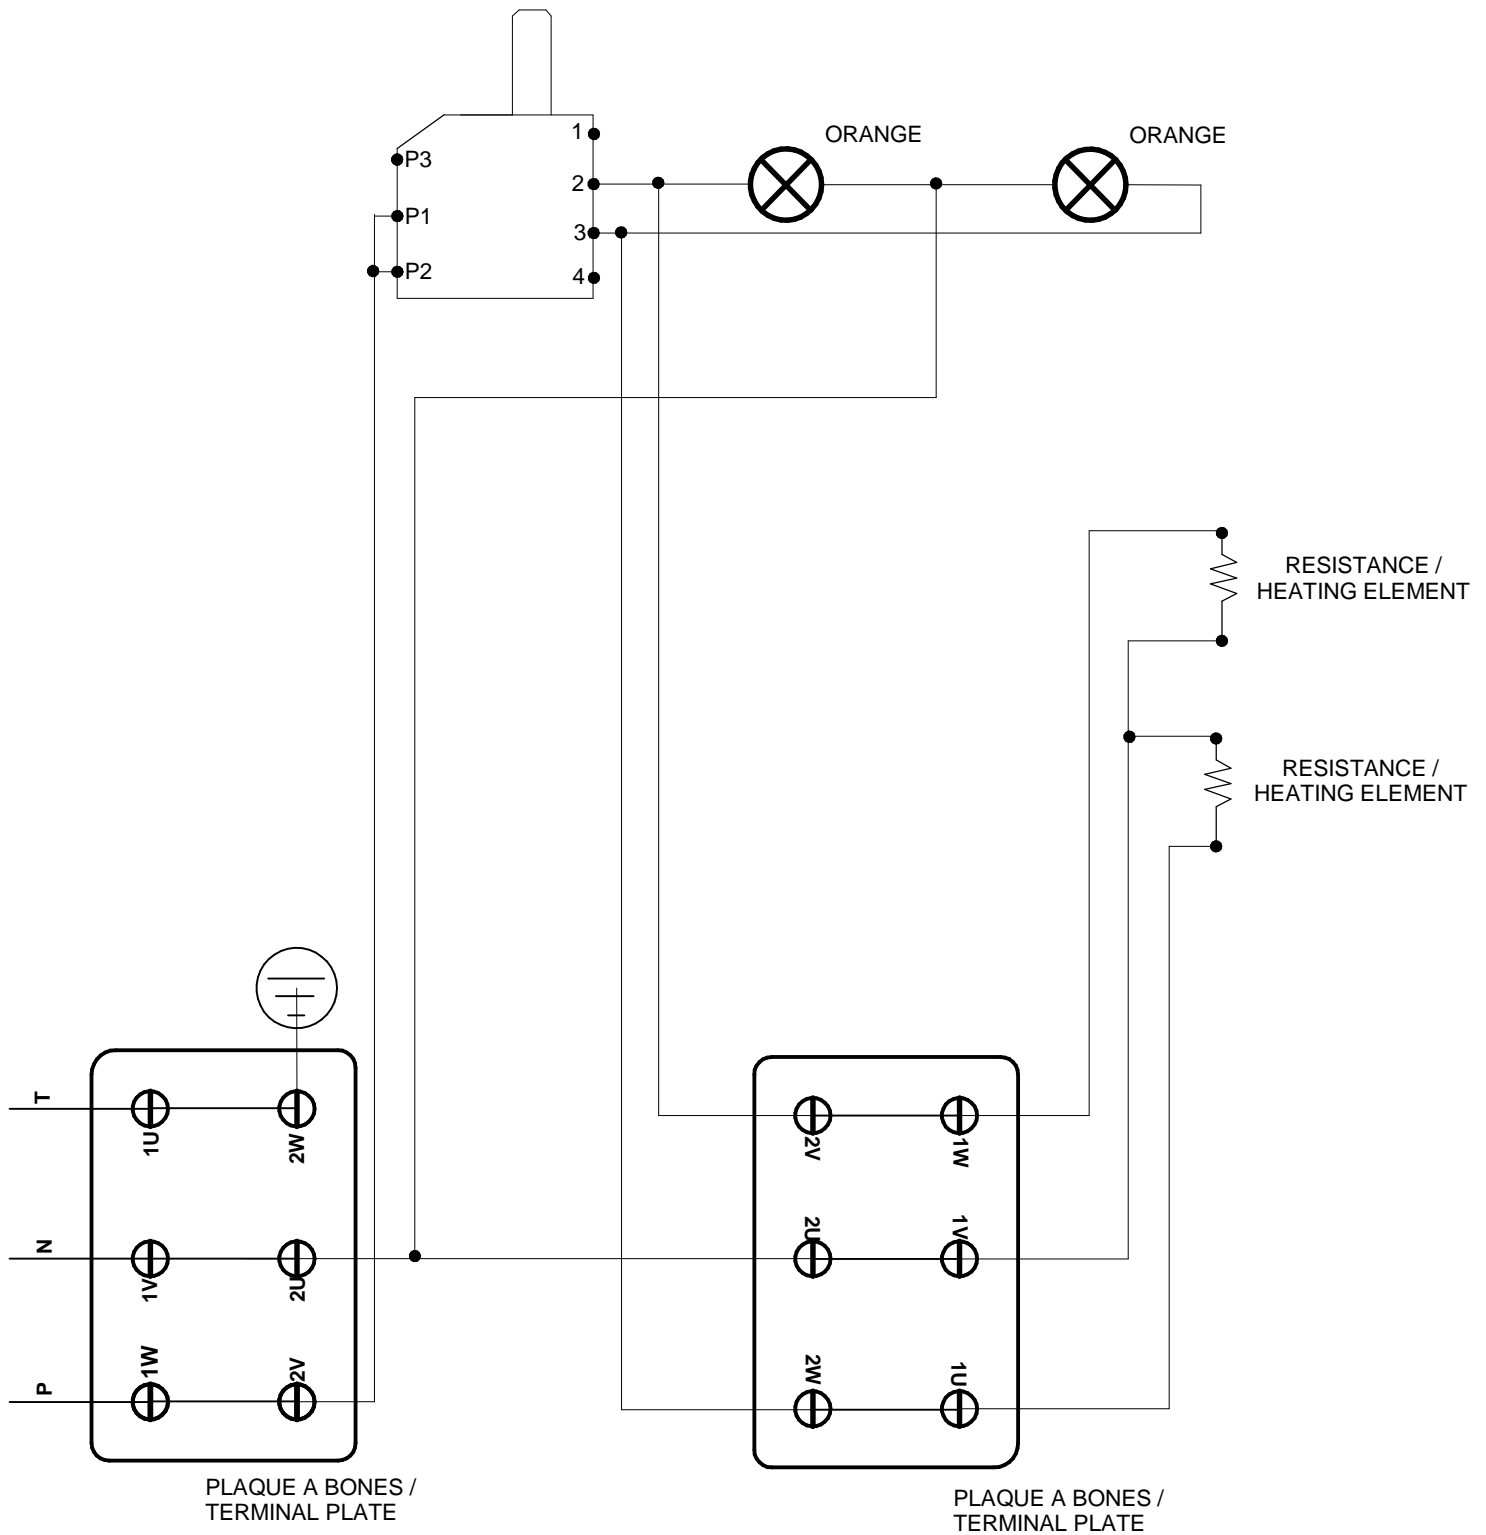 1
ORANGE
ORANGE
P3
2
P1
3
P2
4
RESISTANCE /
HEATING ELEMENT
RESISTANCE /
HEATING ELEMENT
T
1U
2W
2V
1W
N
1V
2U
2U
1V
P
1W
2V
2W
1U
PLAQUE A BONES /
TERMINAL PLATE
PLAQUE A BONES /
TERMINAL PLATE